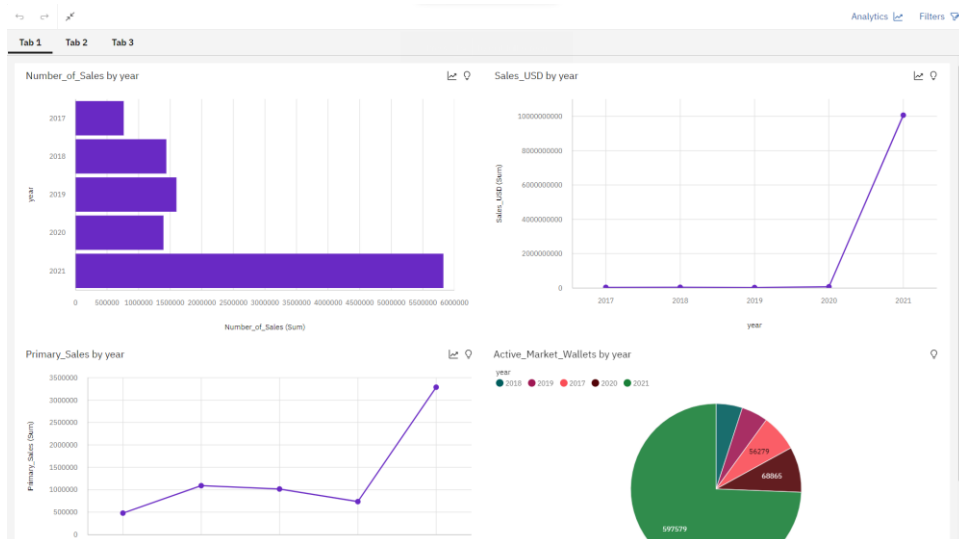 Analytics Filters
Tab 1 Tab 2 Tab 3
Number_of_Sales by year
2017
2018
2019
2020
2021
year
0 500000 1000000 1500000 2000000 2500000 3000000 3500000 4000000 4500000 5000000 5500000 6000000
Number_of_Sales (Sum)
Sales_USD by year
10000000000
8000000000
6000000000
4000000000
2000000000
0
Sales_USD (Sum)
2017 2018 2019 2020 2021
year
Primary_Sales by year
3500000
3000000
2500000
2000000
1500000
1000000
500000
0
Primary_Sales (Sum)
Active_Market_Wallets by year
year
2018 2019 2017 2020 2021
56279
68865
597579